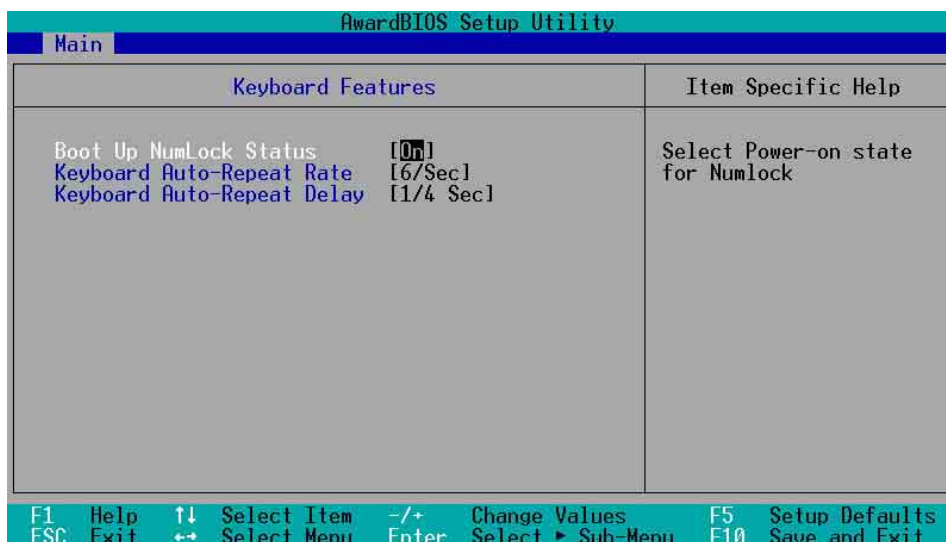 AwardBIOS Setup Utility
Main
Keyboard Features
Item Specific Help
Boot Up NumLock Status [On]
Keyboard Auto-Repeat Rate [6/Sec]
Keyboard Auto-Repeat Delay [1/4 Sec]
Select Power-on state
for Numlock
F1 Help ↑↓ Select Item -/+ Change Values F5 Setup Defaults
ESC Exit ←→ Select Menu Enter Select ► Sub-Menu F10 Save and Exit